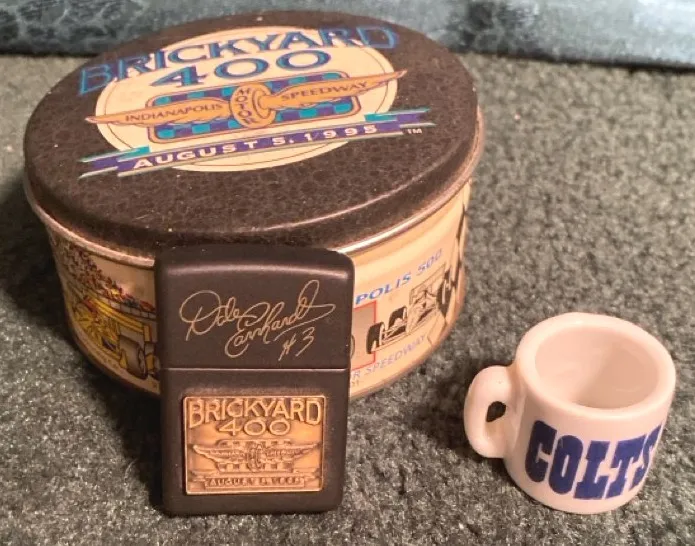 BRICKYARD
400
INDIANAPOLIS MOTOR SPEEDWAY
AUGUST 5, 1995 TM
POLIS 500
SPEEDWAY
Dale
Earnhardt
#3
BRICKYARD
400
COLTS